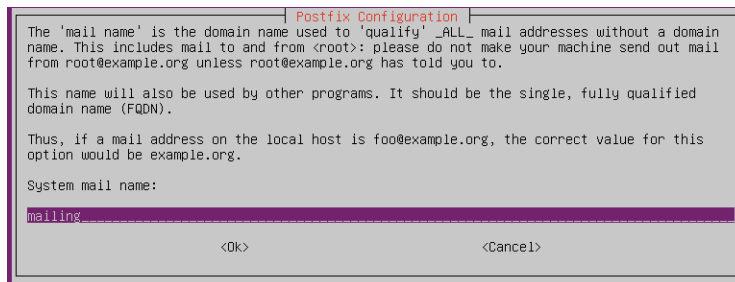 Postfix Configuration
The 'mail name' is the domain name used to 'qualify' _ALL_ mail addresses without a domain
name. This includes mail to and from <root>: please do not make your machine send out mail
from root@example.org unless root@example.org has told you to.
This name will also be used by other programs. It should be the single, fully qualified
domain name (FQDN).
Thus, if a mail address on the local host is foo@example.org, the correct value for this
option would be example.org.
System mail name:
mailing
<Ok> <Cancel>